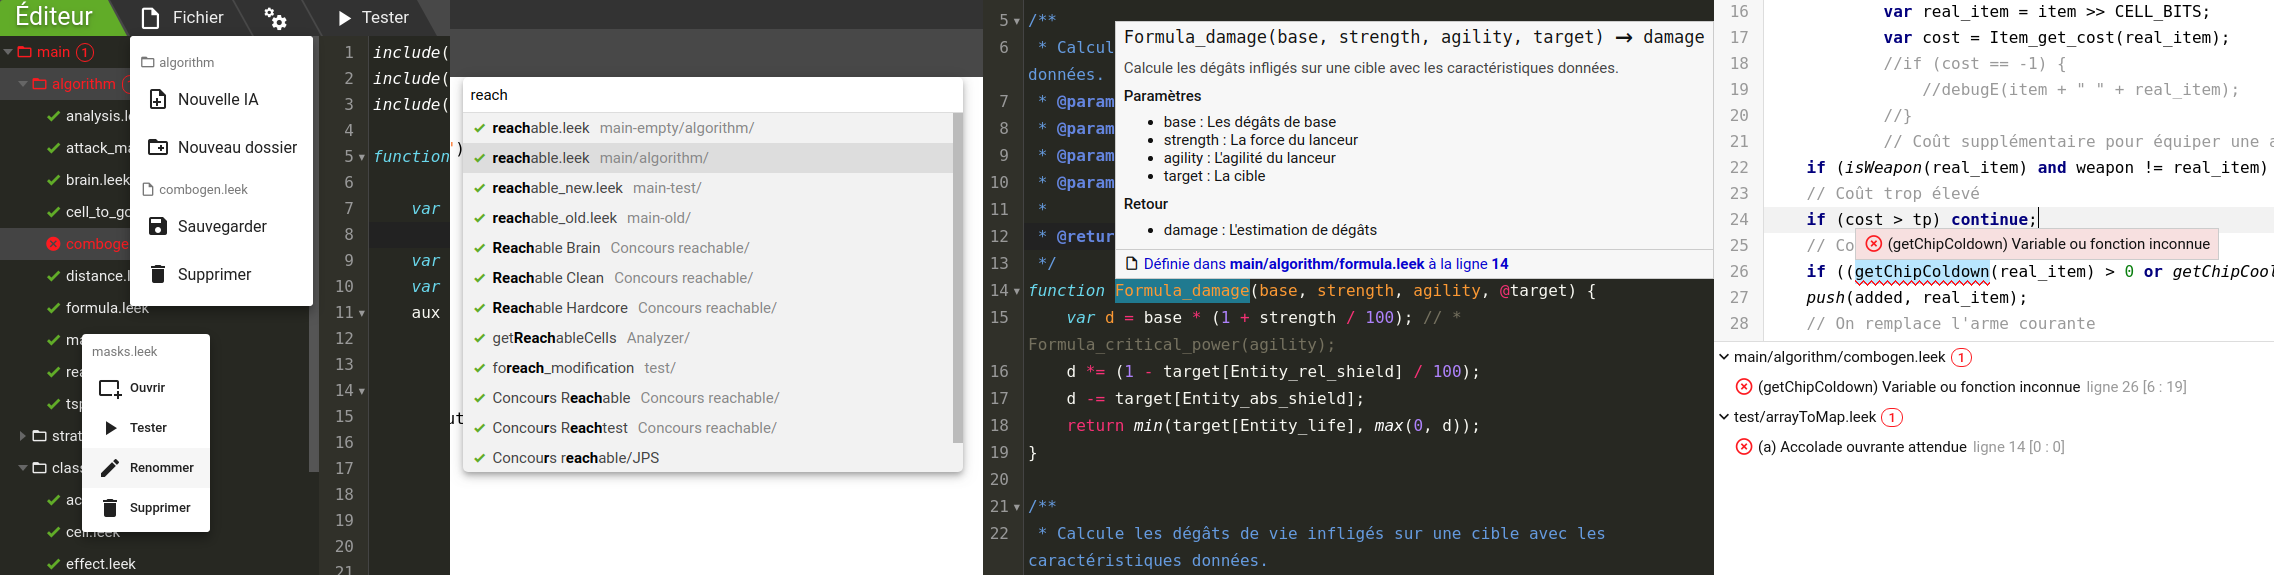 Éditeur
Fichier
Tester
main 1
algorithm
analysis.l
attack_ma
brain.leek
cell_to_go
comboge
distance.l
formula.leek
ma
rea
tsp
strat
class
ac
cell.leek
effect.leek
algorithm
Nouvelle IA
Nouveau dossier
combogen.leek
Sauvegarder
Supprimer
masks.leek
Ouvrir
Tester
Renommer
Supprimer
1 include(
2 include(
3 include(
4
5 function
6
7 var
8
9 var
10 var
11 aux
12
13
14
15
16
17
18
19
20
21
')
ut
reach
reachable.leek main-empty/algorithm/
reachable.leek main/algorithm/
reachable_new.leek main-test/
reachable_old.leek main-old/
Reachable Brain Concours reachable/
Reachable Clean Concours reachable/
Reachable Hardcore Concours reachable/
getReachableCells Analyzer/
foreach_modification test/
Concours Reachable Concours reachable/
Concours Reachtest Concours reachable/
Concours reachable/JPS
5 /**
6 * Calcul
données.
7 * @param
8 * @param
9 * @param
10 * @param
11 *
12 * @retur
13 */
14 function Formula_damage(base, strength, agility, @target) {
15 var d = base * (1 + strength / 100); // *
Formula_critical_power(agility);
16 d *= (1 - target[Entity_rel_shield] / 100);
17 d -= target[Entity_abs_shield];
18 return min(target[Entity_life], max(0, d));
19 }
20
21 /**
22 * Calcule les dégâts de vie infligés sur une cible avec les
caractéristiques données.
Formula_damage(base, strength, agility, target) → damage
Calcule les dégâts infligés sur une cible avec les caractéristiques données.
Paramètres
• base : Les dégâts de base
• strength : La force du lanceur
• agility : L'agilité du lanceur
• target : La cible
Retour
• damage : L'estimation de dégâts
Définie dans main/algorithm/formula.leek à la ligne 14
16 var real_item = item >> CELL_BITS;
17 var cost = Item_get_cost(real_item);
18 //if (cost == -1) {
19 //debugE(item + " " + real_item);
20 //}
21 // Coût supplémentaire pour équiper une a
22 if (isWeapon(real_item) and weapon != real_item)
23 // Coût trop élevé
24 if (cost > tp) continue;
25 // Co
(getChipColdown) Variable ou fonction inconnue
26 if ((getChipColdown(real_item) > 0 or getChipCool
27 push(added, real_item);
28 // On remplace l'arme courante
main/algorithm/combogen.leek 1
(getChipColdown) Variable ou fonction inconnue ligne 26 [6 : 19]
test/arrayToMap.leek 1
(a) Accolade ouvrante attendue ligne 14 [0 : 0]